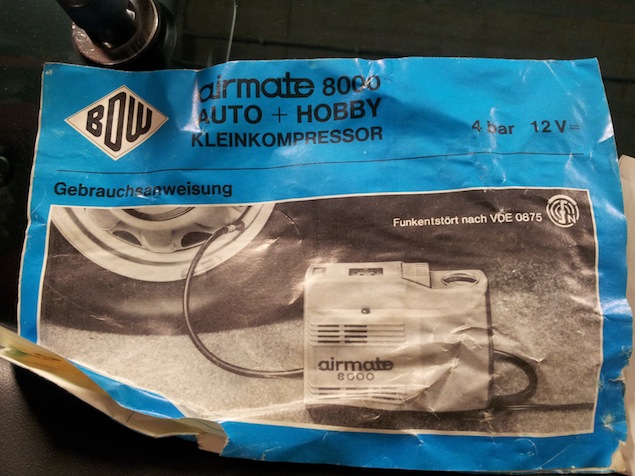 BOW
airmate 8000
AUTO + HOBBY
KLEINKOMPRESSOR
4 bar 12 V=
Gebrauchsanweisung
Funkentstört nach VDE 0875
airmate
8000